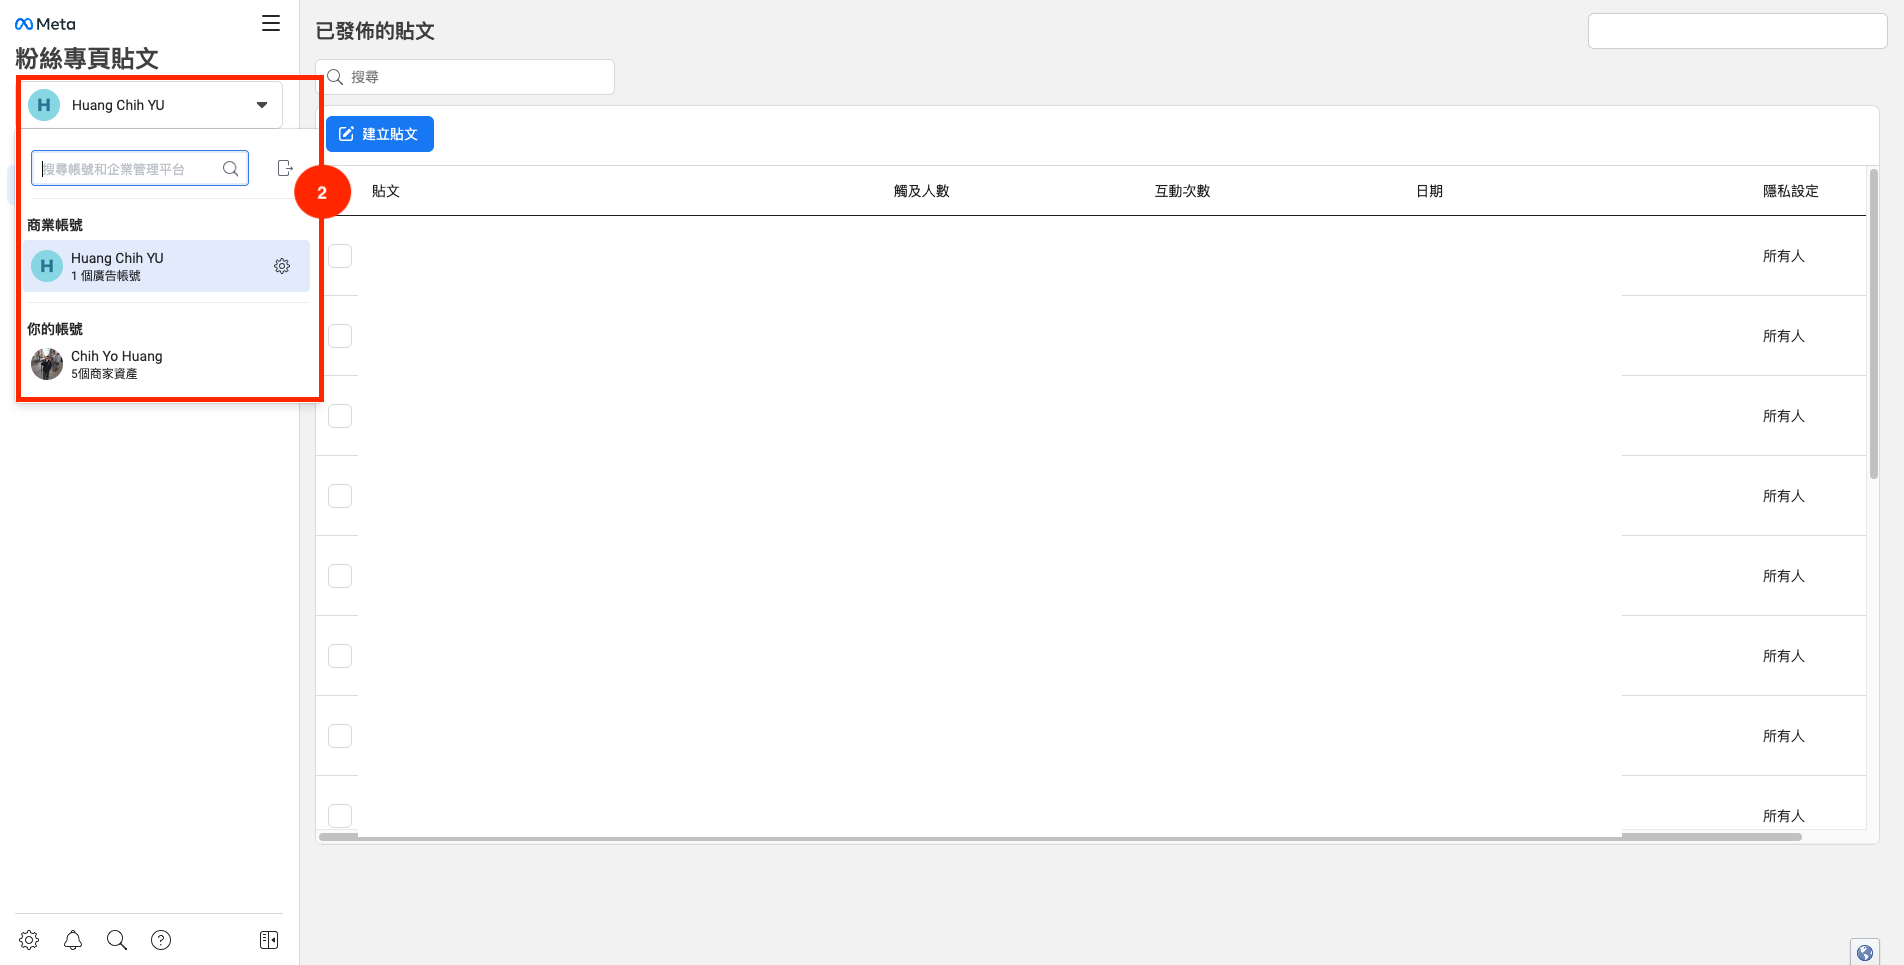 Meta
粉絲專頁貼文
H Huang Chih YU
搜尋帳號和企業管理平台
商業帳號
H Huang Chih YU
1 個廣告帳號
你的帳號
Chih Yo Huang
5個商家資產
2
已發佈的貼文
搜尋
建立貼文
貼文 觸及人數 互動次數 日期 隱私設定
所有人
所有人
所有人
所有人
所有人
所有人
所有人
所有人